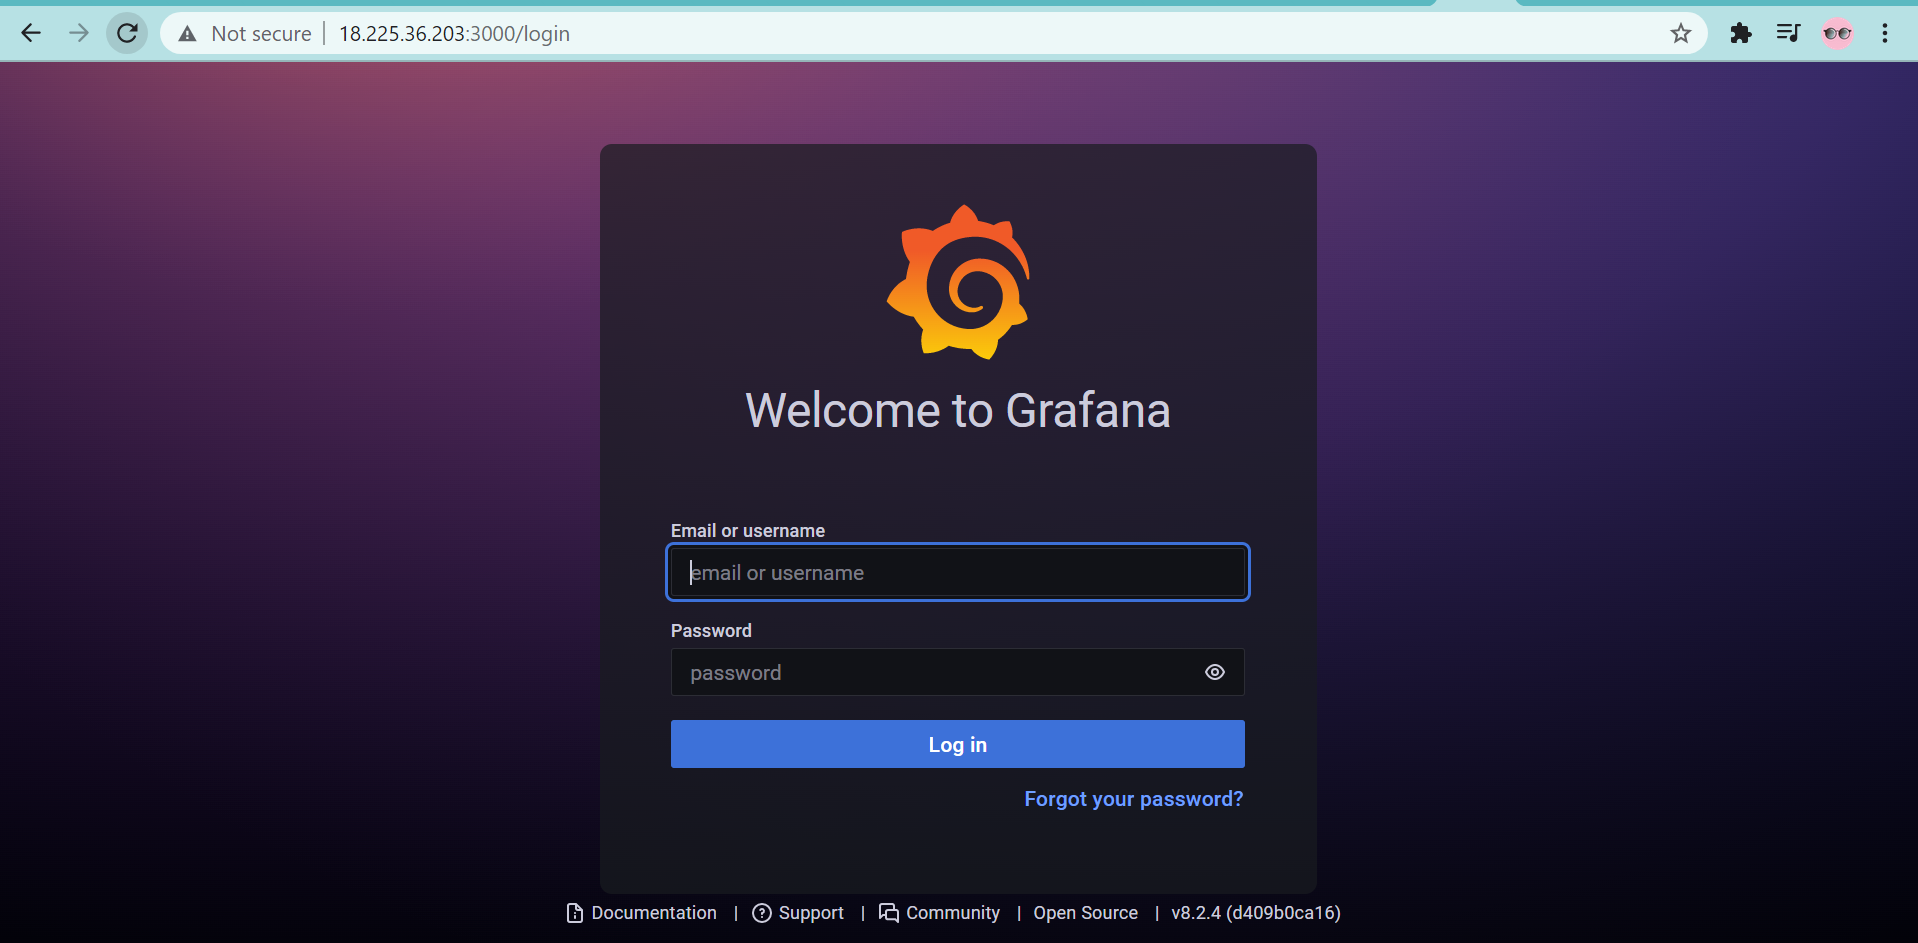 Not secure | 18.225.36.203:3000/login
Welcome to Grafana
Email or username
email or username
Password
password
Log in
Forgot your password?
Documentation | Support | Community | Open Source | v8.2.4 (d409b0ca16)